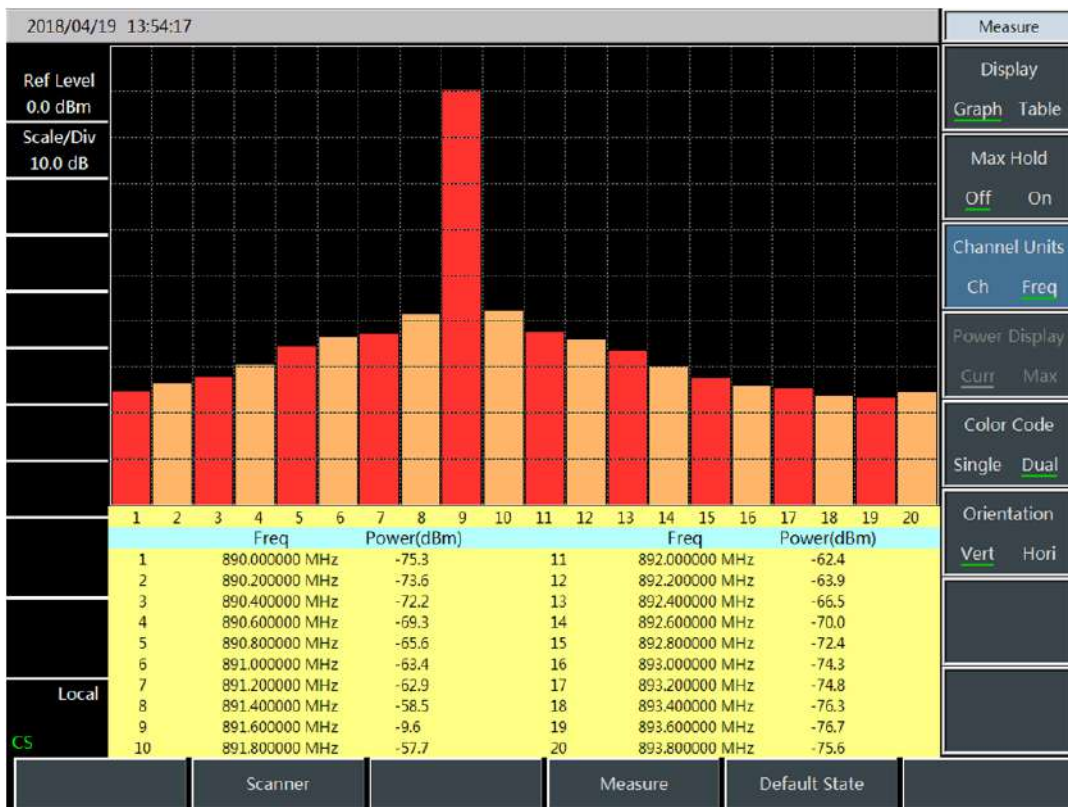 2018/04/19 13:54:17
Measure
Ref Level
0.0 dBm
Scale/Div
10.0 dB
Display
Graph Table
Max Hold
Off On
Channel Units
Ch Freq
Power Display
Curr Max
Color Code
Single Dual
Orientation
Vert Hori
1 2 3 4 5 6 7 8 9 10 11 12 13 14 15 16 17 18 19 20
Freq Power(dBm) Freq Power(dBm)
1 890.000000 MHz -75.3 11 892.000000 MHz -62.4
2 890.200000 MHz -73.6 12 892.200000 MHz -63.9
3 890.400000 MHz -72.2 13 892.400000 MHz -66.5
4 890.600000 MHz -69.3 14 892.600000 MHz -70.0
5 890.800000 MHz -65.6 15 892.800000 MHz -72.4
6 891.000000 MHz -63.4 16 893.000000 MHz -74.3
7 891.200000 MHz -62.9 17 893.200000 MHz -74.8
8 891.400000 MHz -58.5 18 893.400000 MHz -76.3
9 891.600000 MHz -9.6 19 893.600000 MHz -76.7
10 891.800000 MHz -57.7 20 893.800000 MHz -75.6
Local
CS
Scanner Measure Default State